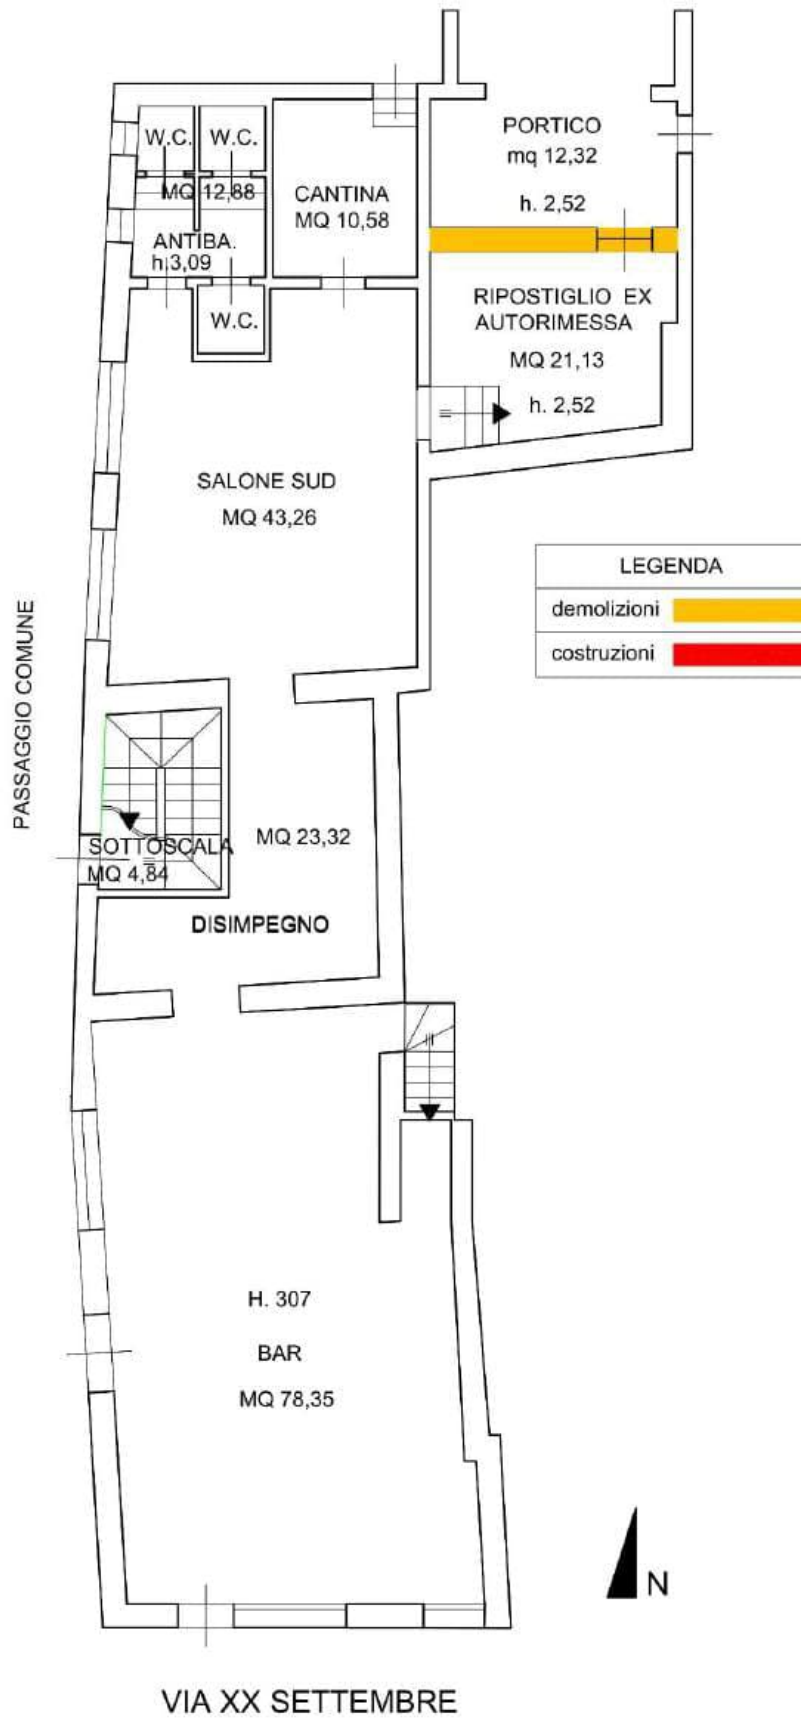 PORTICO
mq 12,32
h. 2,52
W.C.
W.C.
MQ 12,88
CANTINA
MQ 10,58
ANTIBA.
h.3,09
W.C.
RIPOSTIGLIO EX
AUTORIMESSA
MQ 21,13
h. 2,52
SALONE SUD
MQ 43,26
LEGENDA
demolizioni
costruzioni
PASSAGGIO COMUNE
SOTTOSCALA
MQ 4,84
MQ 23,32
DISIMPEGNO
H. 307
BAR
MQ 78,35
N
VIA XX SETTEMBRE